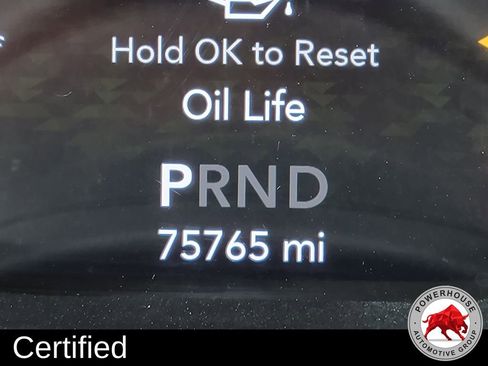 Hold OK to Reset
Oil Life
PRND
75765 mi
Certified
POWERHOUSE
AUTOMOTIVE GROUP